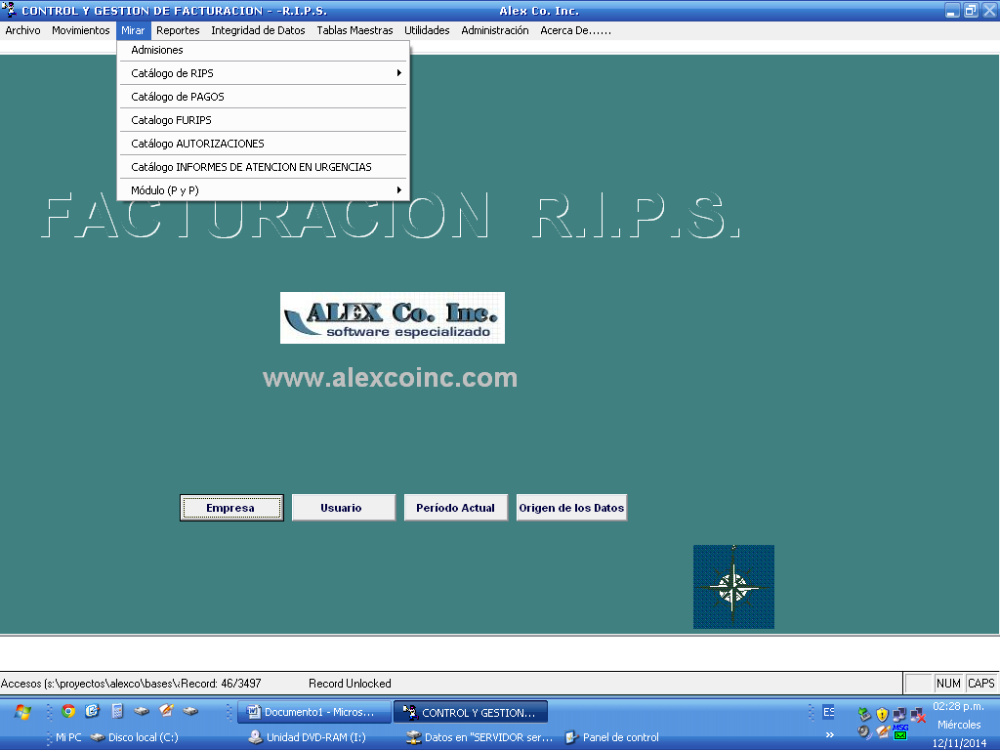 CONTROL Y GESTION DE FACTURACION - -R.I.P.S. Alex Co. Inc.
Archivo Movimientos Mirar Reportes Integridad de Datos Tablas Maestras Utilidades Administración Acerca De......
Admisiones
Catálogo de RIPS
Catálogo de PAGOS
Catalogo FURIPS
Catálogo AUTORIZACIONES
Catálogo INFORMES DE ATENCION EN URGENCIAS
Módulo (P y P)
FACTURACION R.I.P.S.
ALEX Co. Inc.
software especializado
www.alexcoinc.com
Empresa Usuario Período Actual Origen de los Datos
Accesos (s:\proyectos\alexco\bases\Record: 46/3497 Record Unlocked NUM CAPS
Documento1 - Micros... CONTROL Y GESTION... ES 02:28 p.m.
MSG Miércoles
Mi PC Disco local (C:) Unidad DVD-RAM (I:) Datos en "SERVIDOR ser... Panel de control » 12/11/2014